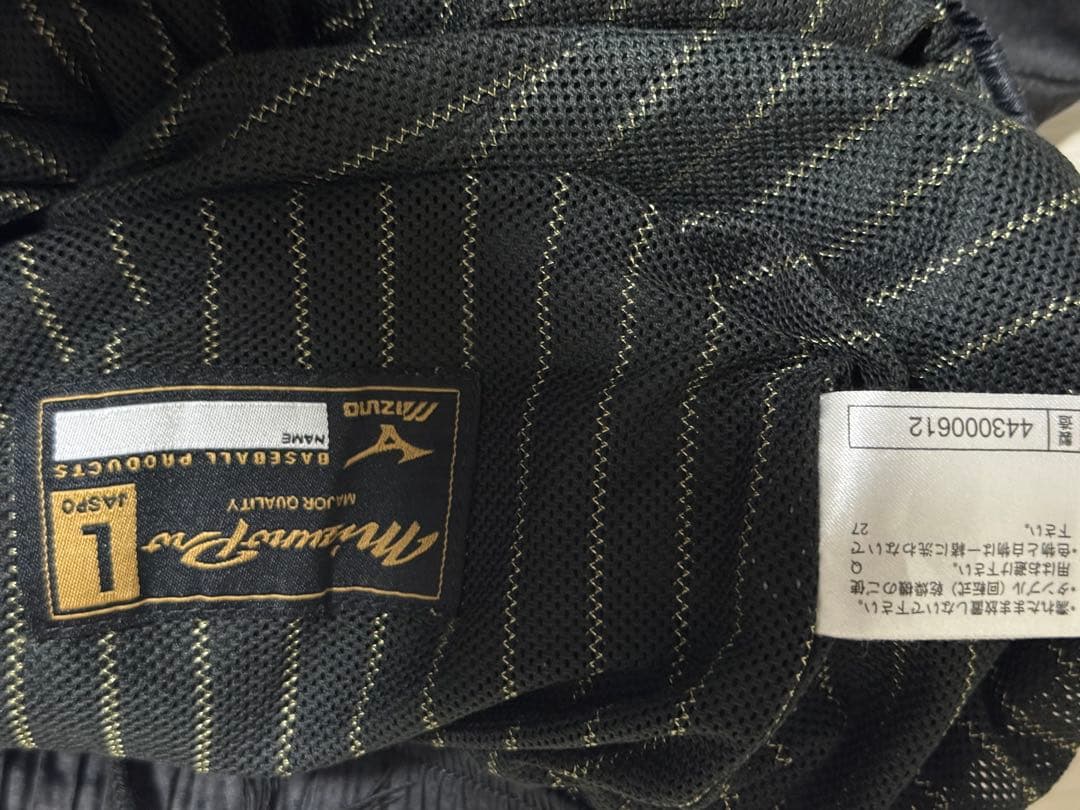 Mizuno Pro
MAJOR QUALITY
L
JASPO
MIZUNO
BASEBALL PRODUCTS
NAME
・濡れたまま放置しないで下さい。
・タンブル（回転式）乾燥機のご使
用はお避け下さい。 Q
・色物と白物は一緒に洗わないで
下さい。 27
製造 443000612